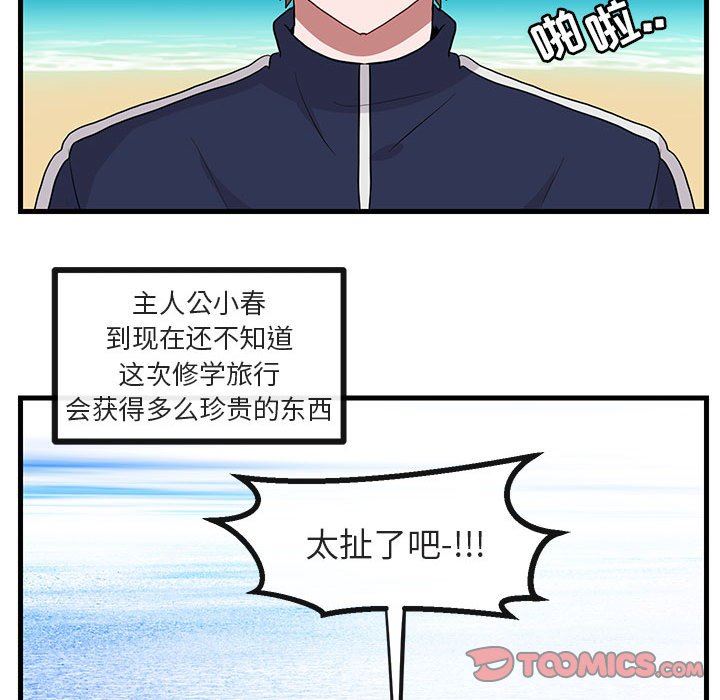 啪啦..
主人公小春
到现在还不知道
这次修学旅行
会获得多么珍贵的东西
太扯了吧-!!!
TOOMICS.COM